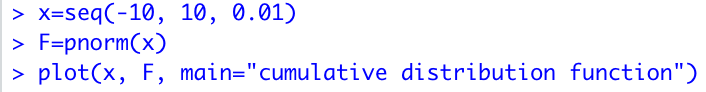 > x=seq(-10, 10, 0.01)
> F=pnorm(x)
> plot(x, F, main="cumulative distribution function")